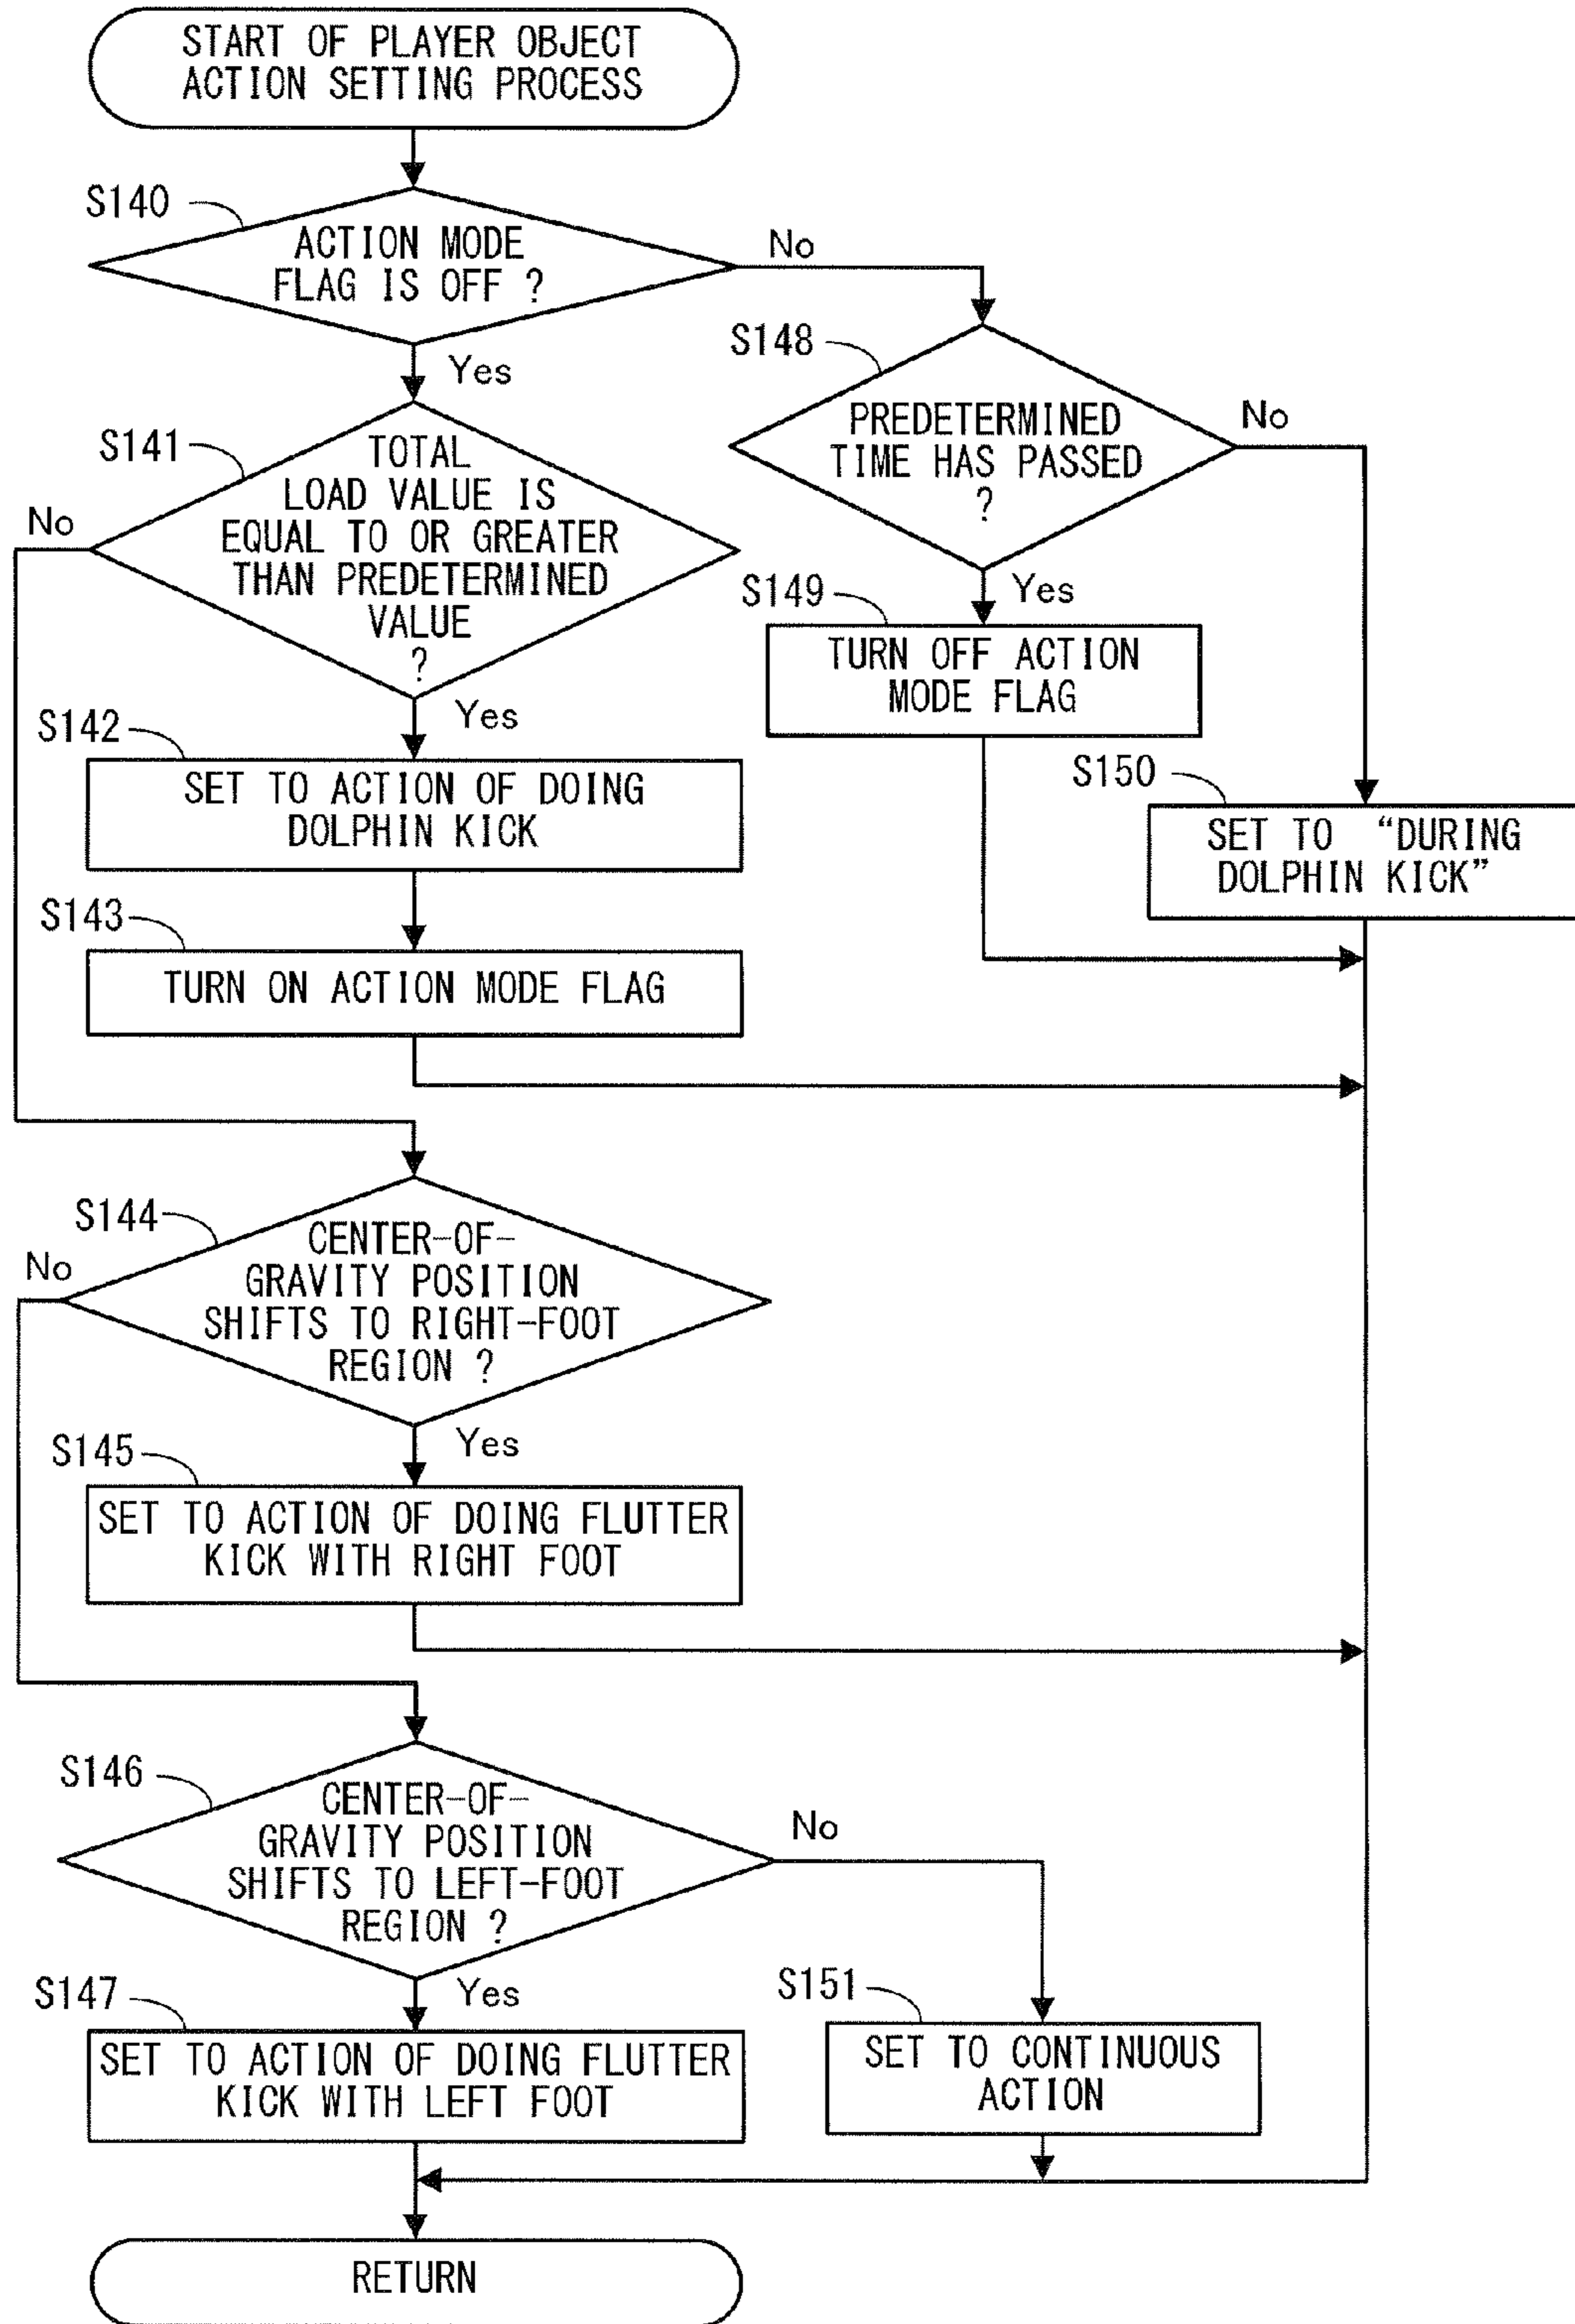 START OF PLAYER OBJECT
ACTION SETTING PROCESS
S140
ACTION MODE
FLAG IS OFF ?
No
Yes
S148
PREDETERMINED
TIME HAS PASSED
?
No
Yes
S141
TOTAL
LOAD VALUE IS
EQUAL TO OR GREATER
THAN PREDETERMINED
VALUE
?
No
Yes
S149
TURN OFF ACTION
MODE FLAG
S142
SET TO ACTION OF DOING
DOLPHIN KICK
S150
SET TO “DURING
DOLPHIN KICK”
S143
TURN ON ACTION MODE FLAG
S144
CENTER-OF-
GRAVITY POSITION
SHIFTS TO RIGHT-FOOT
REGION ?
No
Yes
S145
SET TO ACTION OF DOING FLUTTER
KICK WITH RIGHT FOOT
S146
CENTER-OF-
GRAVITY POSITION
SHIFTS TO LEFT-FOOT
REGION ?
No
Yes
S147
SET TO ACTION OF DOING FLUTTER
KICK WITH LEFT FOOT
S151
SET TO CONTINUOUS
ACTION
RETURN